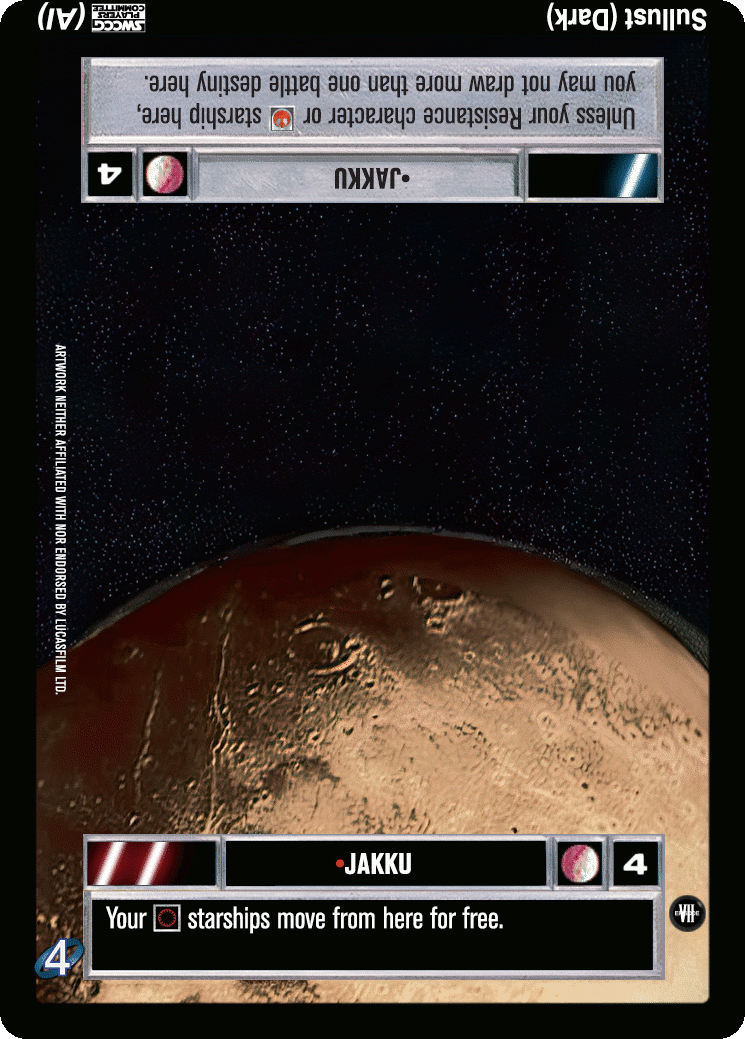 Sullust (Dark)
SWCCG
PLAYERS
COMMITTEE
(AI)
Unless your Resistance character or starship here,
you may not draw more than one battle destiny here.
•JAKKU
4
ARTWORK NEITHER AFFILIATED WITH NOR ENDORSED BY LUCASFILM LTD.
•JAKKU
4
Your starships move from here for free.
EPISODE
VII
4